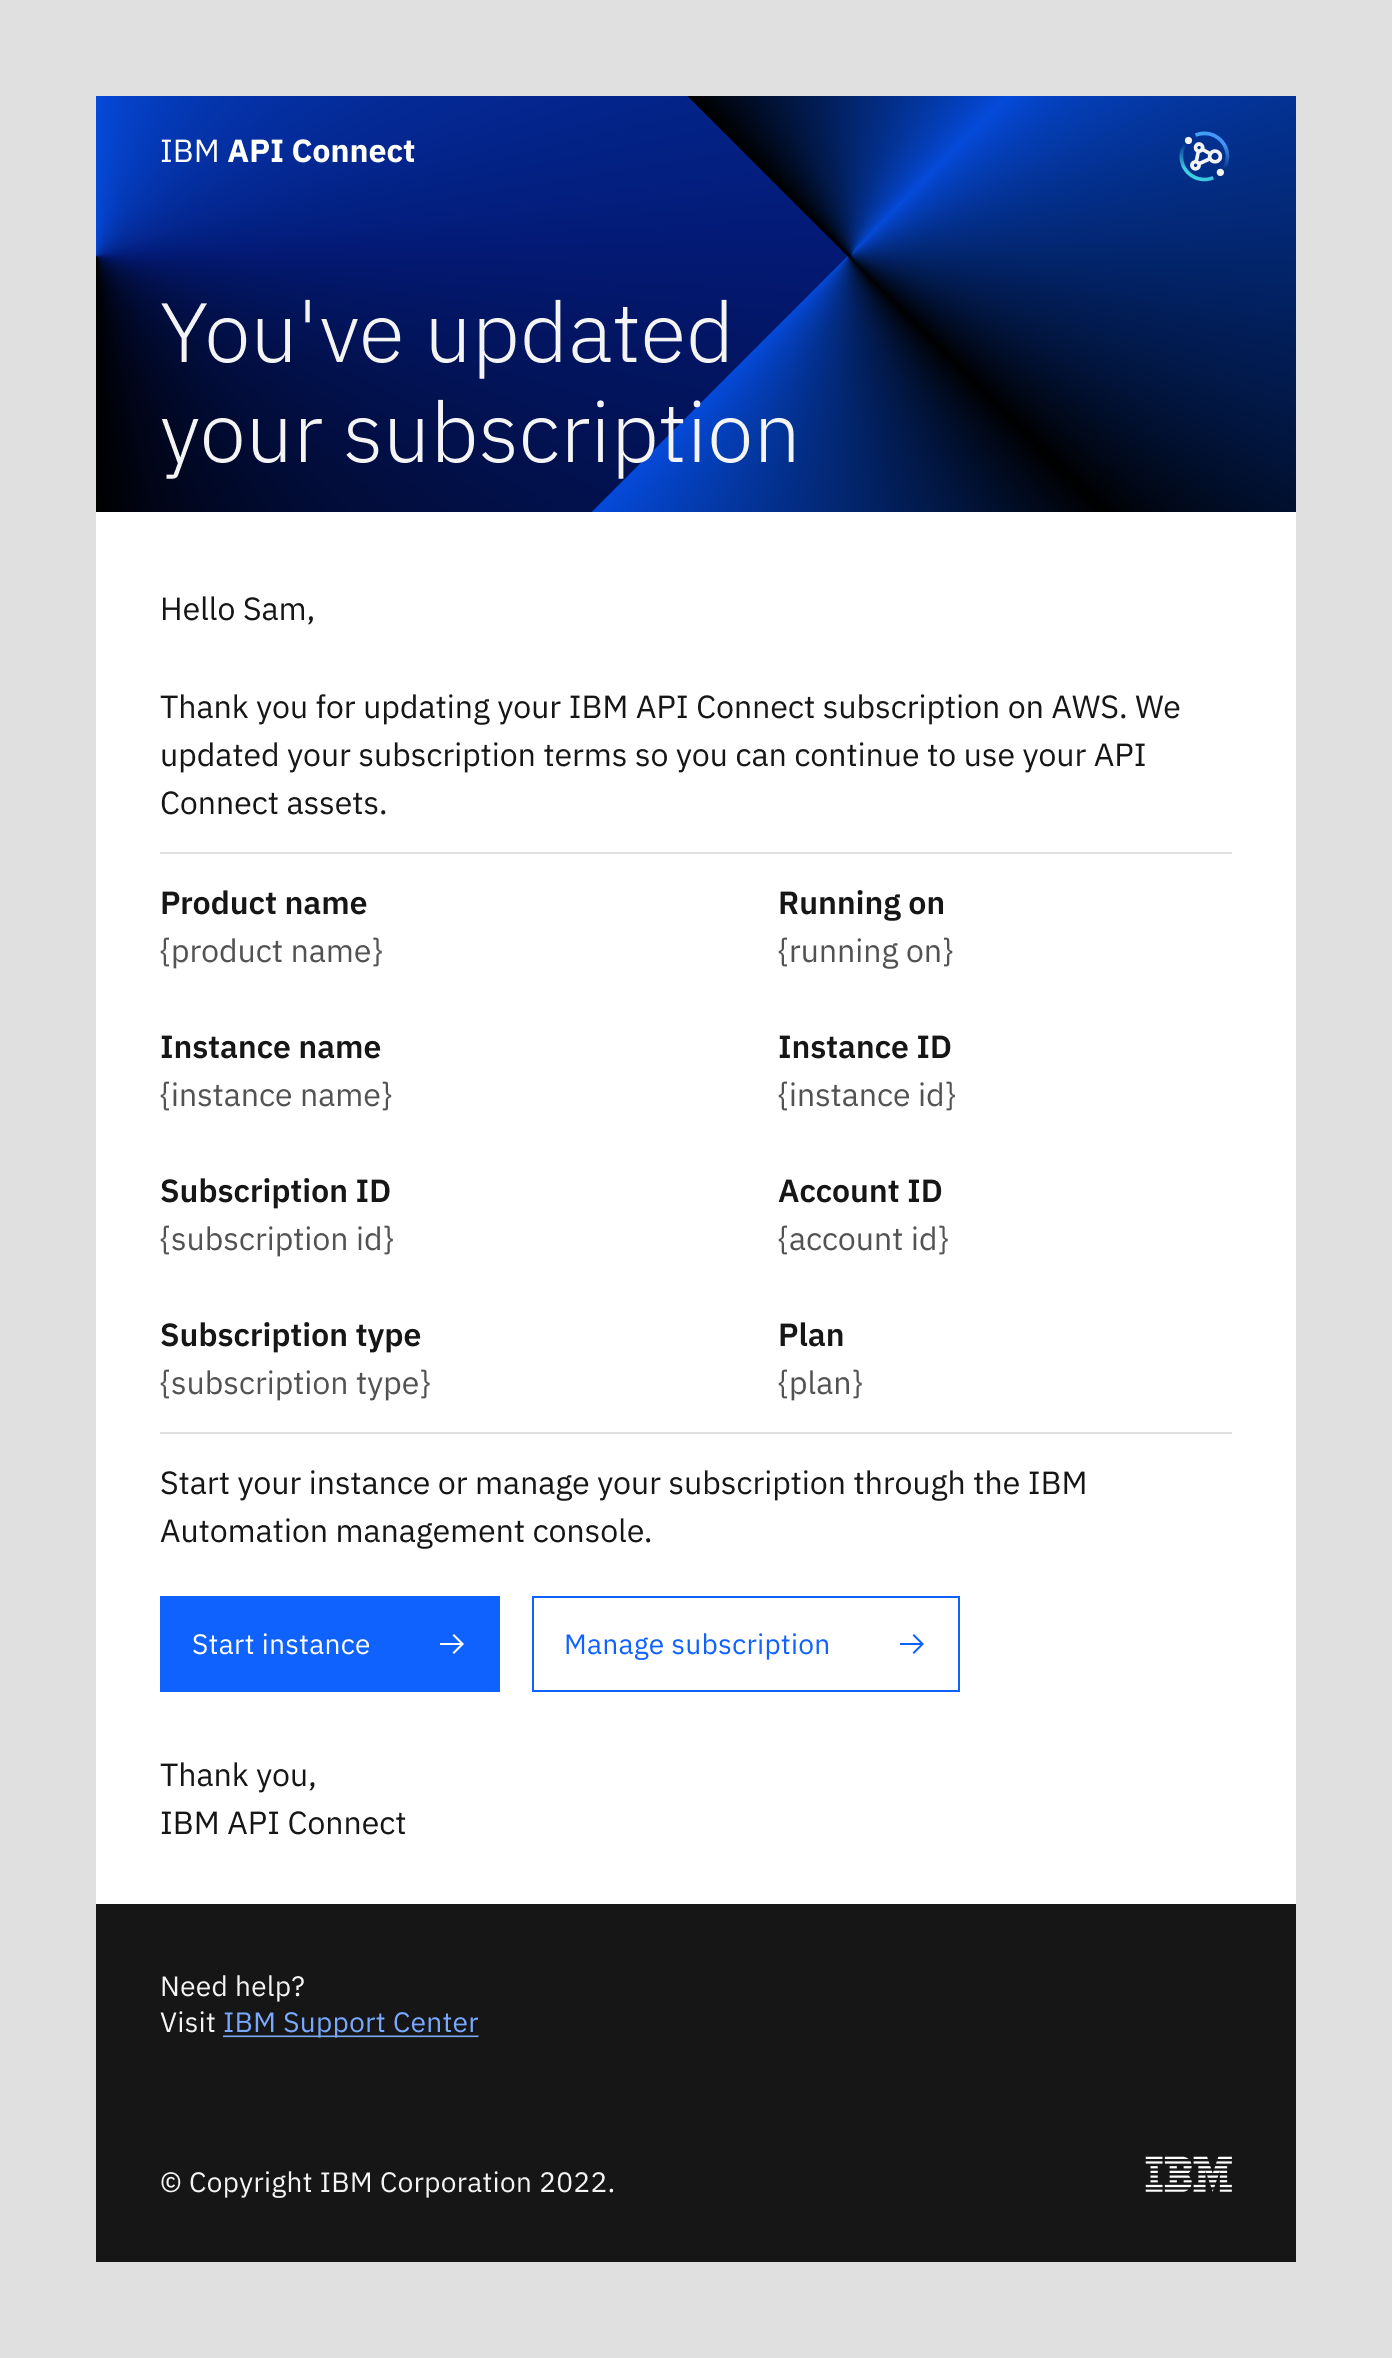 IBM API Connect
You've updated
your subscription
Hello Sam,
Thank you for updating your IBM API Connect subscription on AWS. We
updated your subscription terms so you can continue to use your API
Connect assets.
Product name
{product name}
Running on
{running on}
Instance name
{instance name}
Instance ID
{instance id}
Subscription ID
{subscription id}
Account ID
{account id}
Subscription type
{subscription type}
Plan
{plan}
Start your instance or manage your subscription through the IBM
Automation management console.
Start instance
Manage subscription
Thank you,
IBM API Connect
Need help?
Visit IBM Support Center
© Copyright IBM Corporation 2022.
IBM